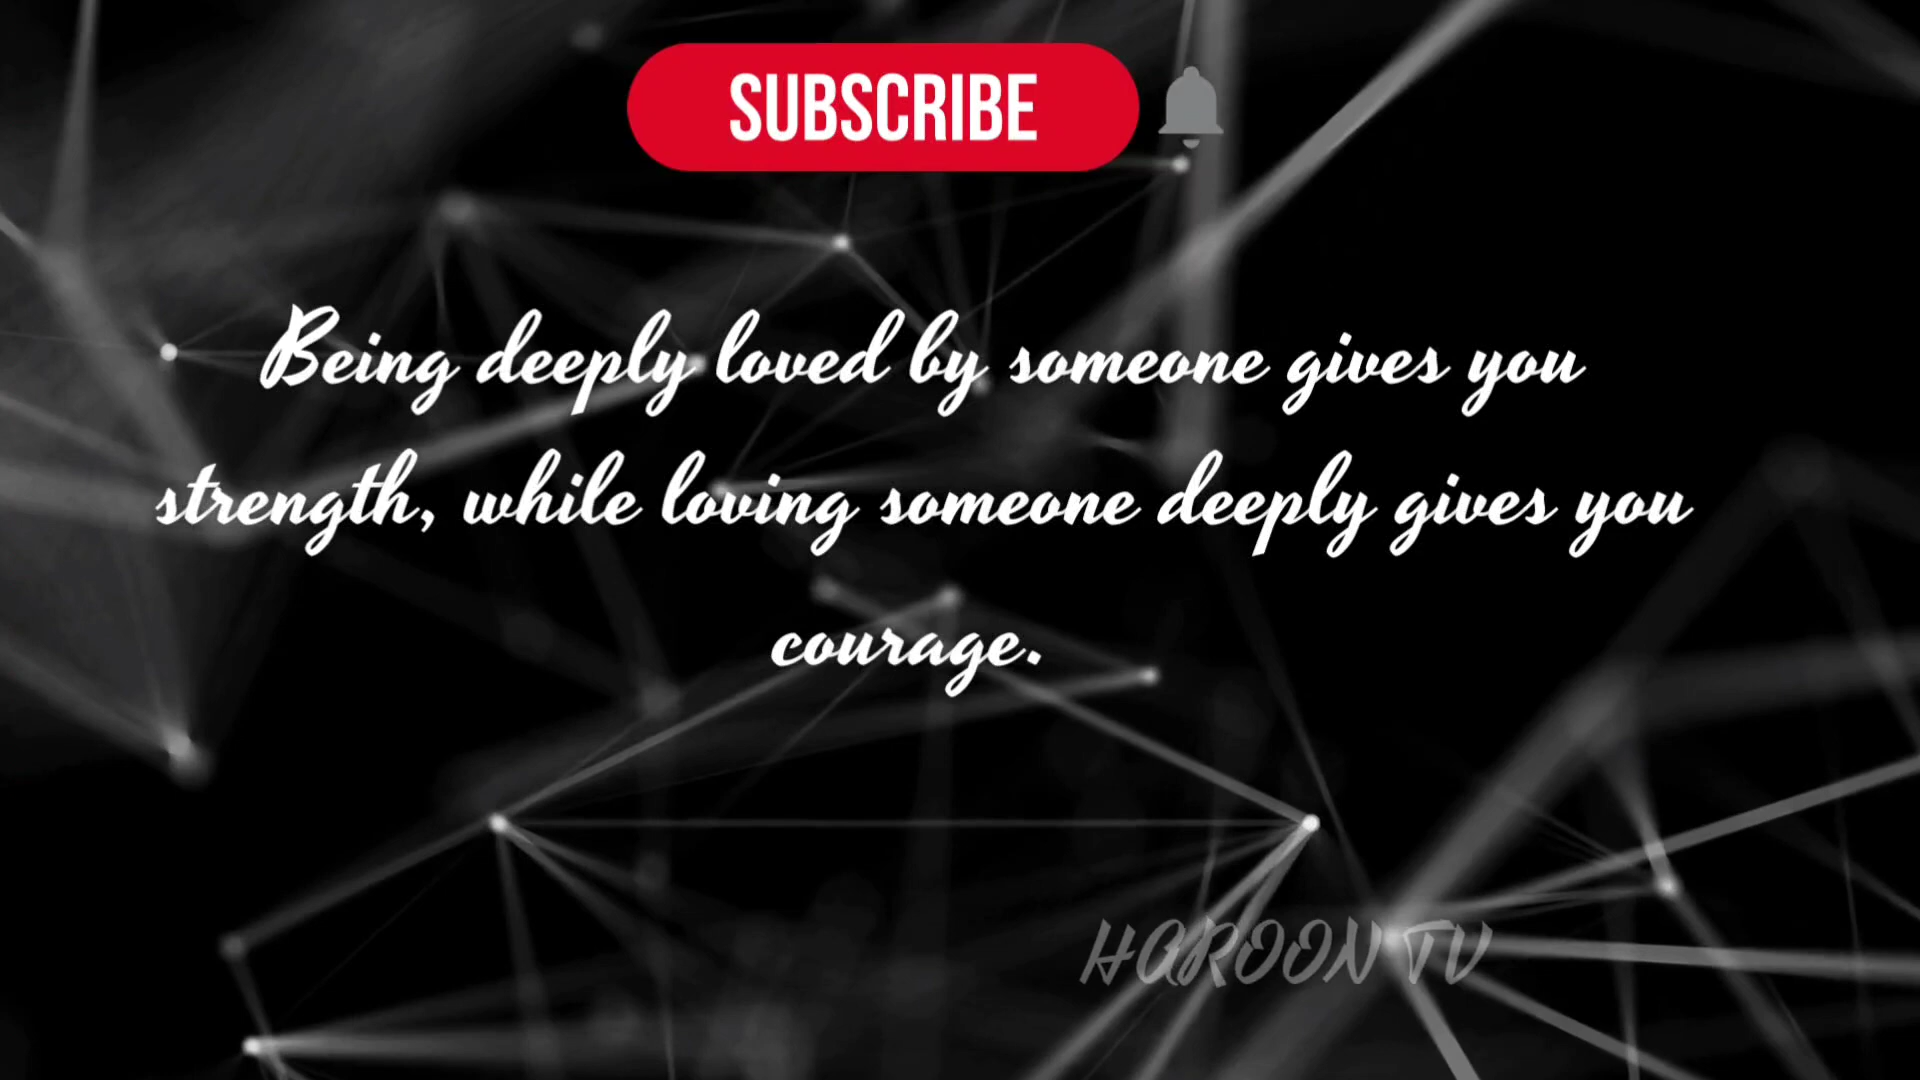 SUBSCRIBE
Being deeply loved by someone gives you
strength, while loving someone deeply gives you
courage.
HAROON TV